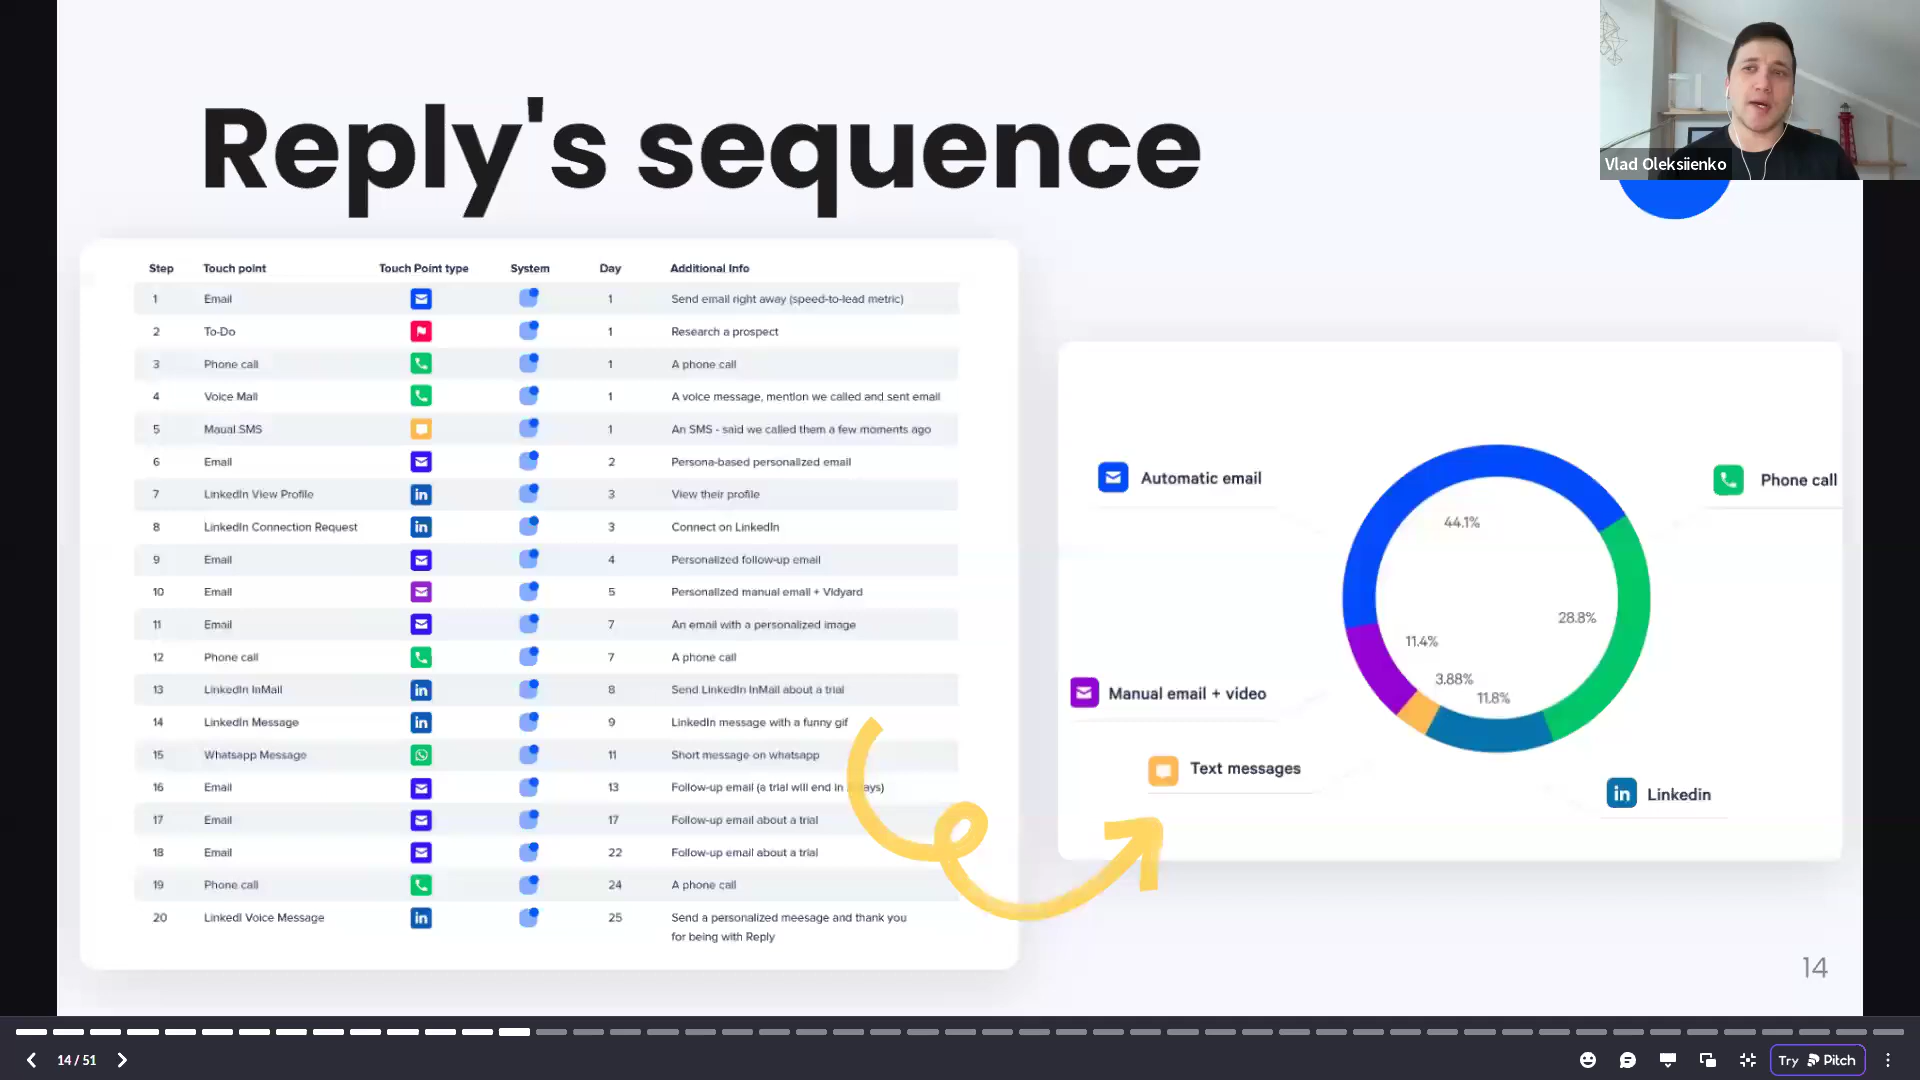 Vlad Oleksiienko
Reply's sequence
Step Touch point Touch Point type System Day Additional Info
1 Email 1 Send email right away (speed-to-lead metric)
2 To-Do 1 Research a prospect
3 Phone call 1 A phone call
4 Voice Mail 1 A voice message, mention we called and sent email
5 Maual SMS 1 An SMS - said we called them a few moments ago
6 Email 2 Persona-based personalized email
7 LinkedIn View Profile 3 View their profile
8 LinkedIn Connection Request 3 Connect on LinkedIn
9 Email 4 Personalized follow-up email
10 Email 5 Personalized manual email + Vidyard
11 Email 7 An email with a personalized image
12 Phone call 7 A phone call
13 LinkedIn InMail 8 Send LinkedIn InMail about a trial
14 LinkedIn Message 9 LinkedIn message with a funny gif
15 Whatsapp Message 11 Short message on whatsapp
16 Email 13 Follow-up email (a trial will end in
17 Email 17 Follow-up email about a trial
18 Email 22 Follow-up email about a trial
19 Phone call 24 A phone call
20 LinkedI Voice Message 25 Send a personalized meesage and thank you
for being with Reply
Automatic email
Phone call
44.1%
28.8%
11.4%
3.88%
11.8%
Manual email + video
Text messages
Linkedin
14
14 / 51
Try Pitch